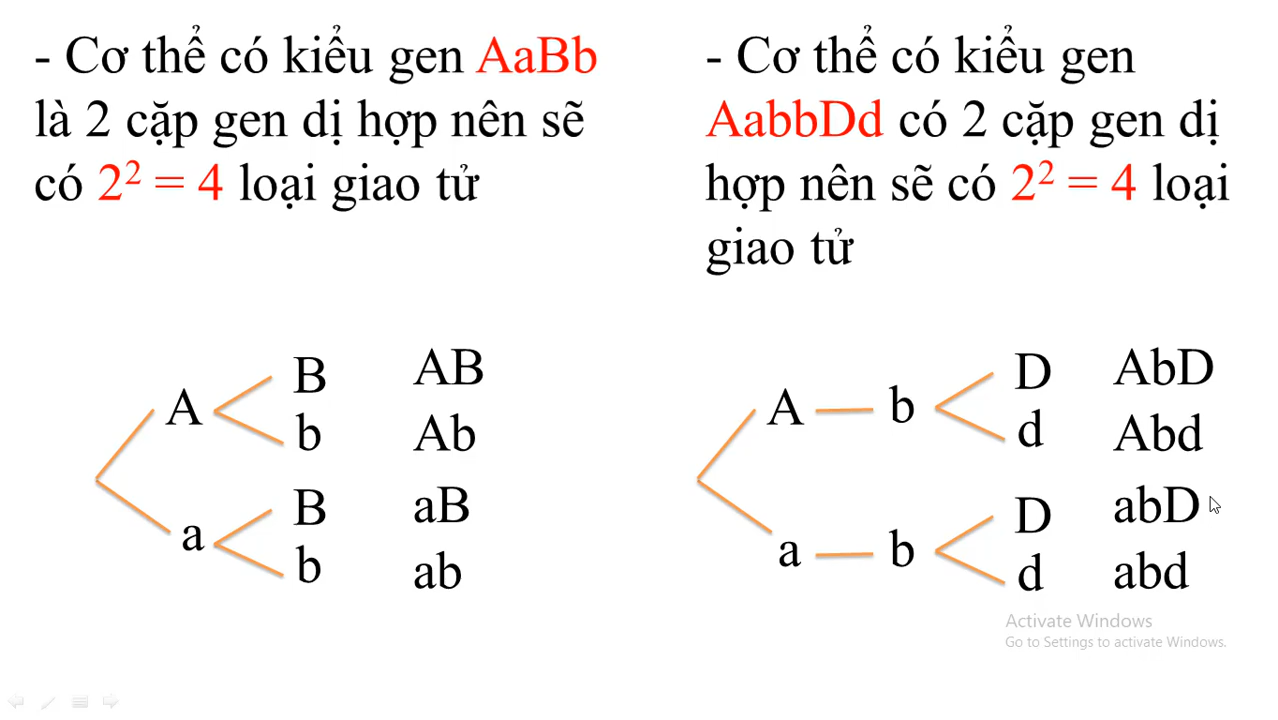 - Cơ thể có kiểu gen AaBb
là 2 cặp gen dị hợp nên sẽ
có 2² = 4 loại giao tử
- Cơ thể có kiểu gen
AabbDd có 2 cặp gen dị
hợp nên sẽ có 2² = 4 loại
giao tử
A
B
b
AB
Ab
a
B
b
aB
ab
A
b
D
d
AbD
Abd
a
b
D
d
abD
abd
Activate Windows
Go to Settings to activate Windows.